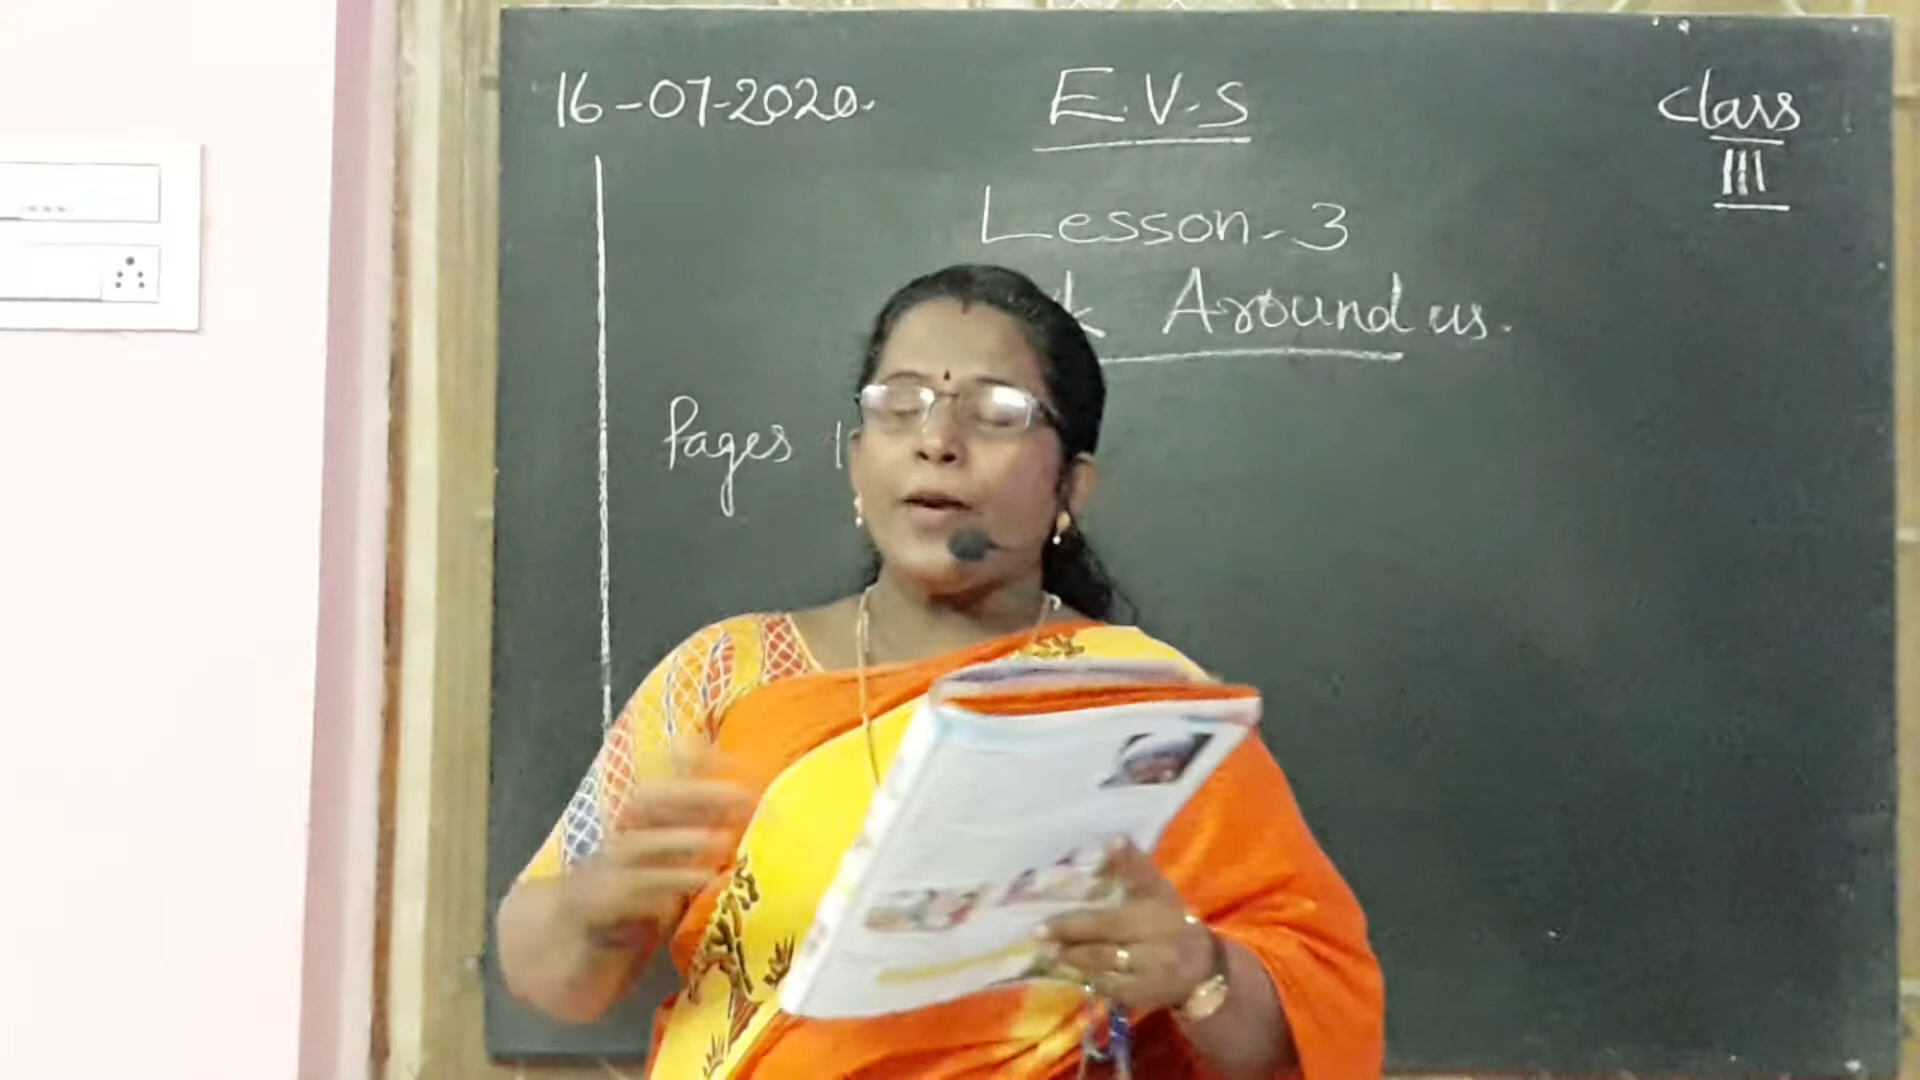 16-07-2020.
E.V.S
Class
III
Lesson-3
Around us.
Pages